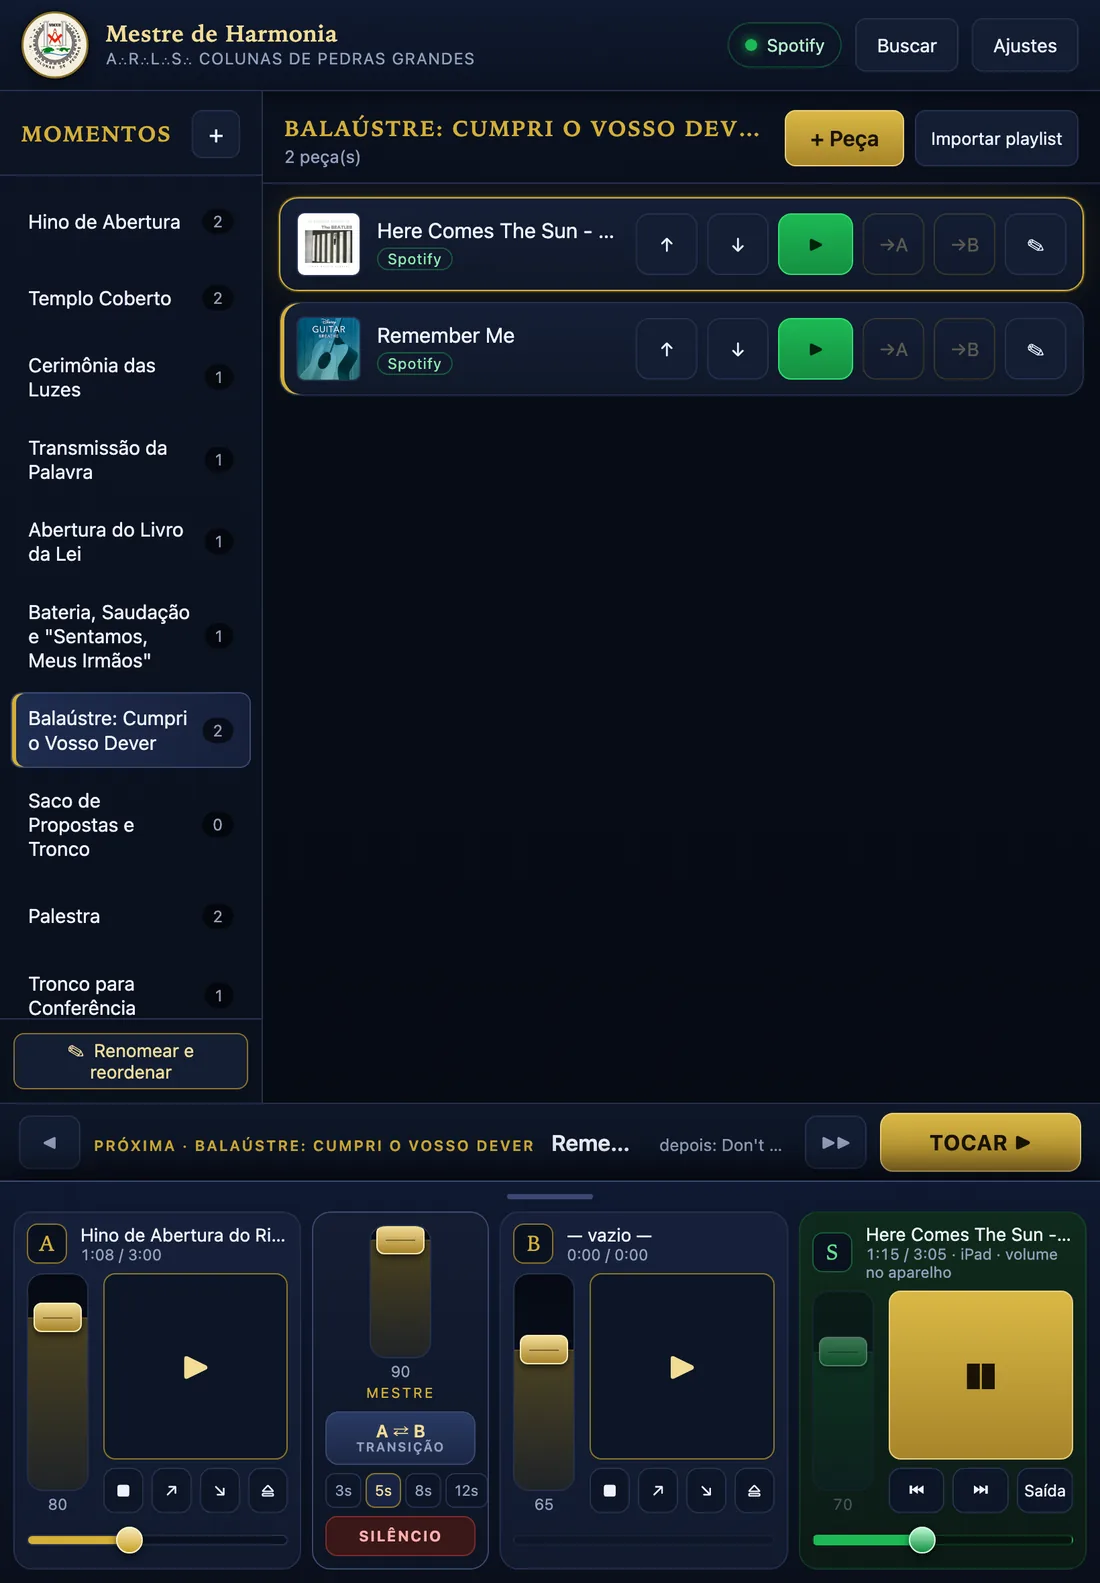 Mestre de Harmonia
A∴R∴L∴S∴ COLUNAS DE PEDRAS GRANDES
Spotify
Buscar
Ajustes
MOMENTOS
+
Hino de Abertura
2
Templo Coberto
2
Cerimônia das
Luzes
1
Transmissão da
Palavra
1
Abertura do Livro
da Lei
1
Bateria, Saudação
e "Sentamos,
Meus Irmãos"
1
Balaústre: Cumpri
o Vosso Dever
2
Saco de
Propostas e
Tronco
0
Palestra
2
Tronco para
Conferência
1
✎ Renomear e
reordenar
BALAÚSTRE: CUMPRI O VOSSO DEV...
2 peça(s)
+ Peça
Importar playlist
Here Comes The Sun - ...
Spotify
↑ ↓ ▶ →A →B ✎
Remember Me
Spotify
↑ ↓ ▶ →A →B ✎
◀ PRÓXIMA · BALAÚSTRE: CUMPRI O VOSSO DEVER Reme... depois: Don't ... ▶▶ TOCAR ▶
A
Hino de Abertura do Ri...
1:08 / 3:00
80
90
MESTRE
A ⇄ B
TRANSIÇÃO
3s 5s 8s 12s
SILÊNCIO
B
— vazio —
0:00 / 0:00
65
S
Here Comes The Sun -...
1:15 / 3:05 · iPad · volume
no aparelho
70
Saída